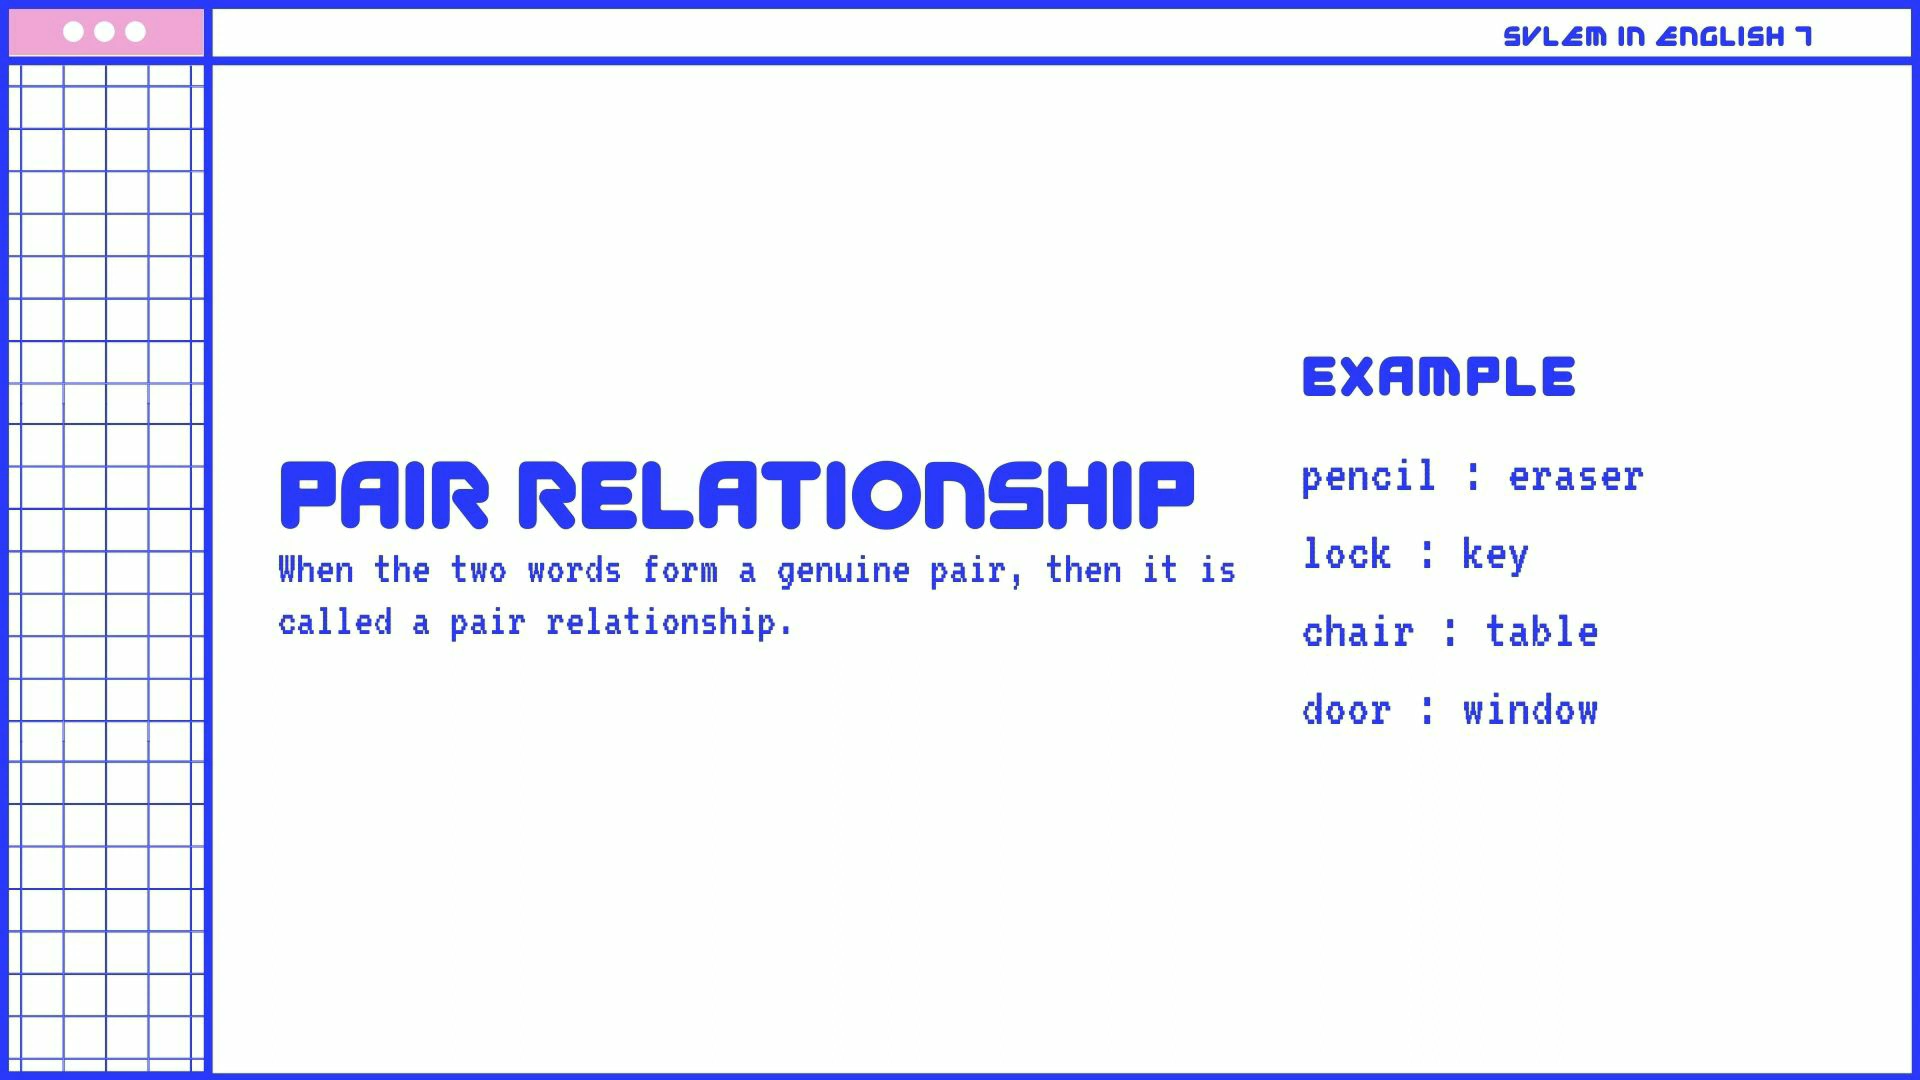 SVLEM IN ENGLISH 7
PAIR RELATIONSHIP
When the two words form a genuine pair, then it is
called a pair relationship.
EXAMPLE
pencil : eraser
lock : key
chair : table
door : window